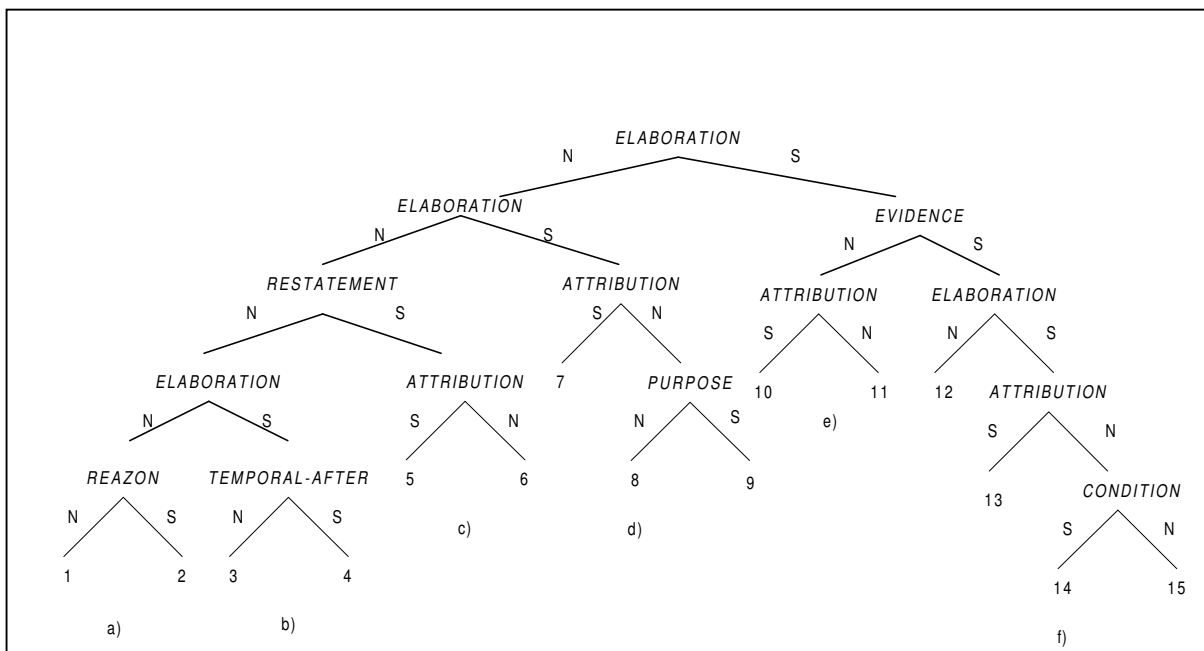 ELABORATION
N S
ELABORATION EVIDENCE
N S N S
RESTATEMENT ATTRIBUTION ATTRIBUTION ELABORATION
N S S N S N N S
ELABORATION ATTRIBUTION 7 PURPOSE 10 11 12 ATTRIBUTION
N S S N N S e) S N
REAZON TEMPORAL-AFTER 5 6 8 9 13 CONDITION
N S N S c) d) S N
1 2 3 4 14 15
a) b) f)